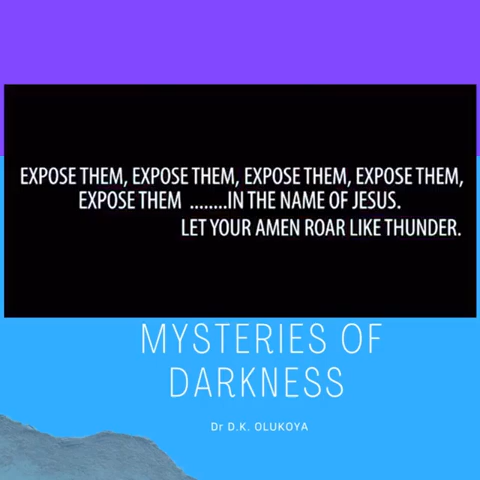 EXPOSE THEM, EXPOSE THEM, EXPOSE THEM, EXPOSE THEM,
EXPOSE THEM ........IN THE NAME OF JESUS.
LET YOUR AMEN ROAR LIKE THUNDER.
MYSTERIES OF
DARKNESS
Dr D.K. OLUKOYA